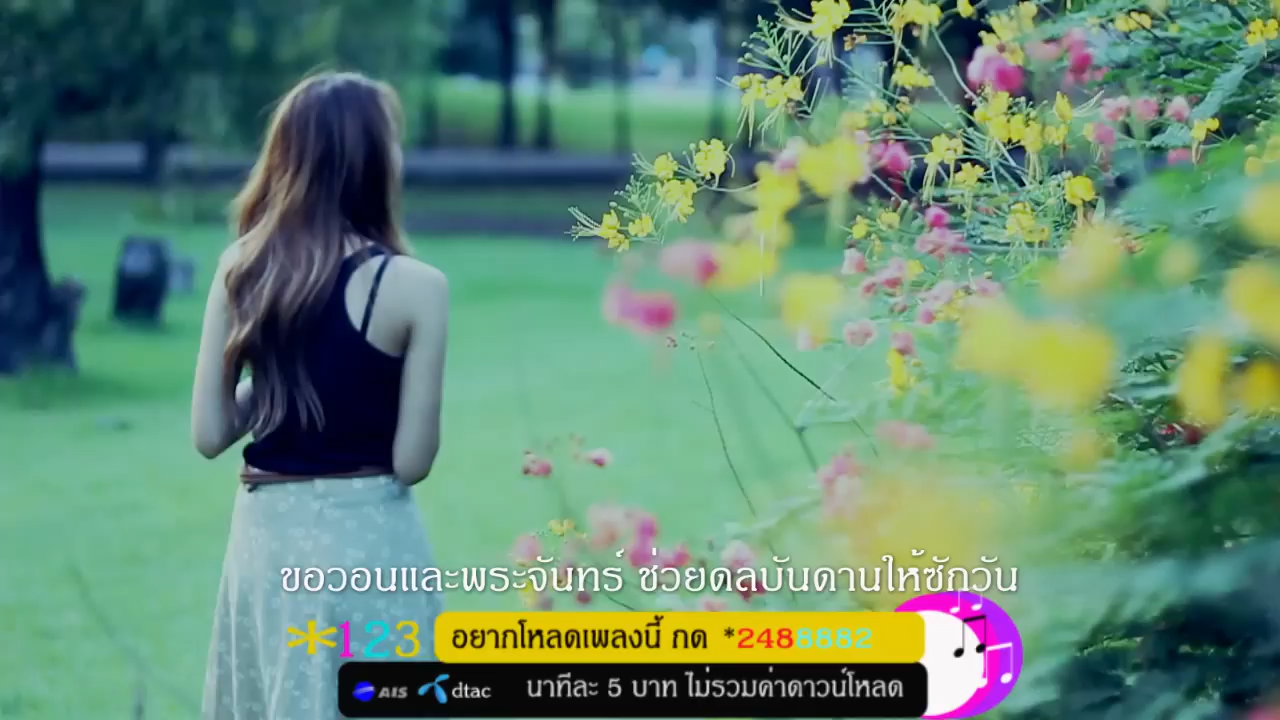 ขอวอนและพระจันทร์ ช่วยดลบันดานให้ซักวัน
*123 อยากโหลดเพลงนี้ กด *2488882
AIS dtac นาทีละ 5 บาท ไม่รวมค่าดาวน์โหลด